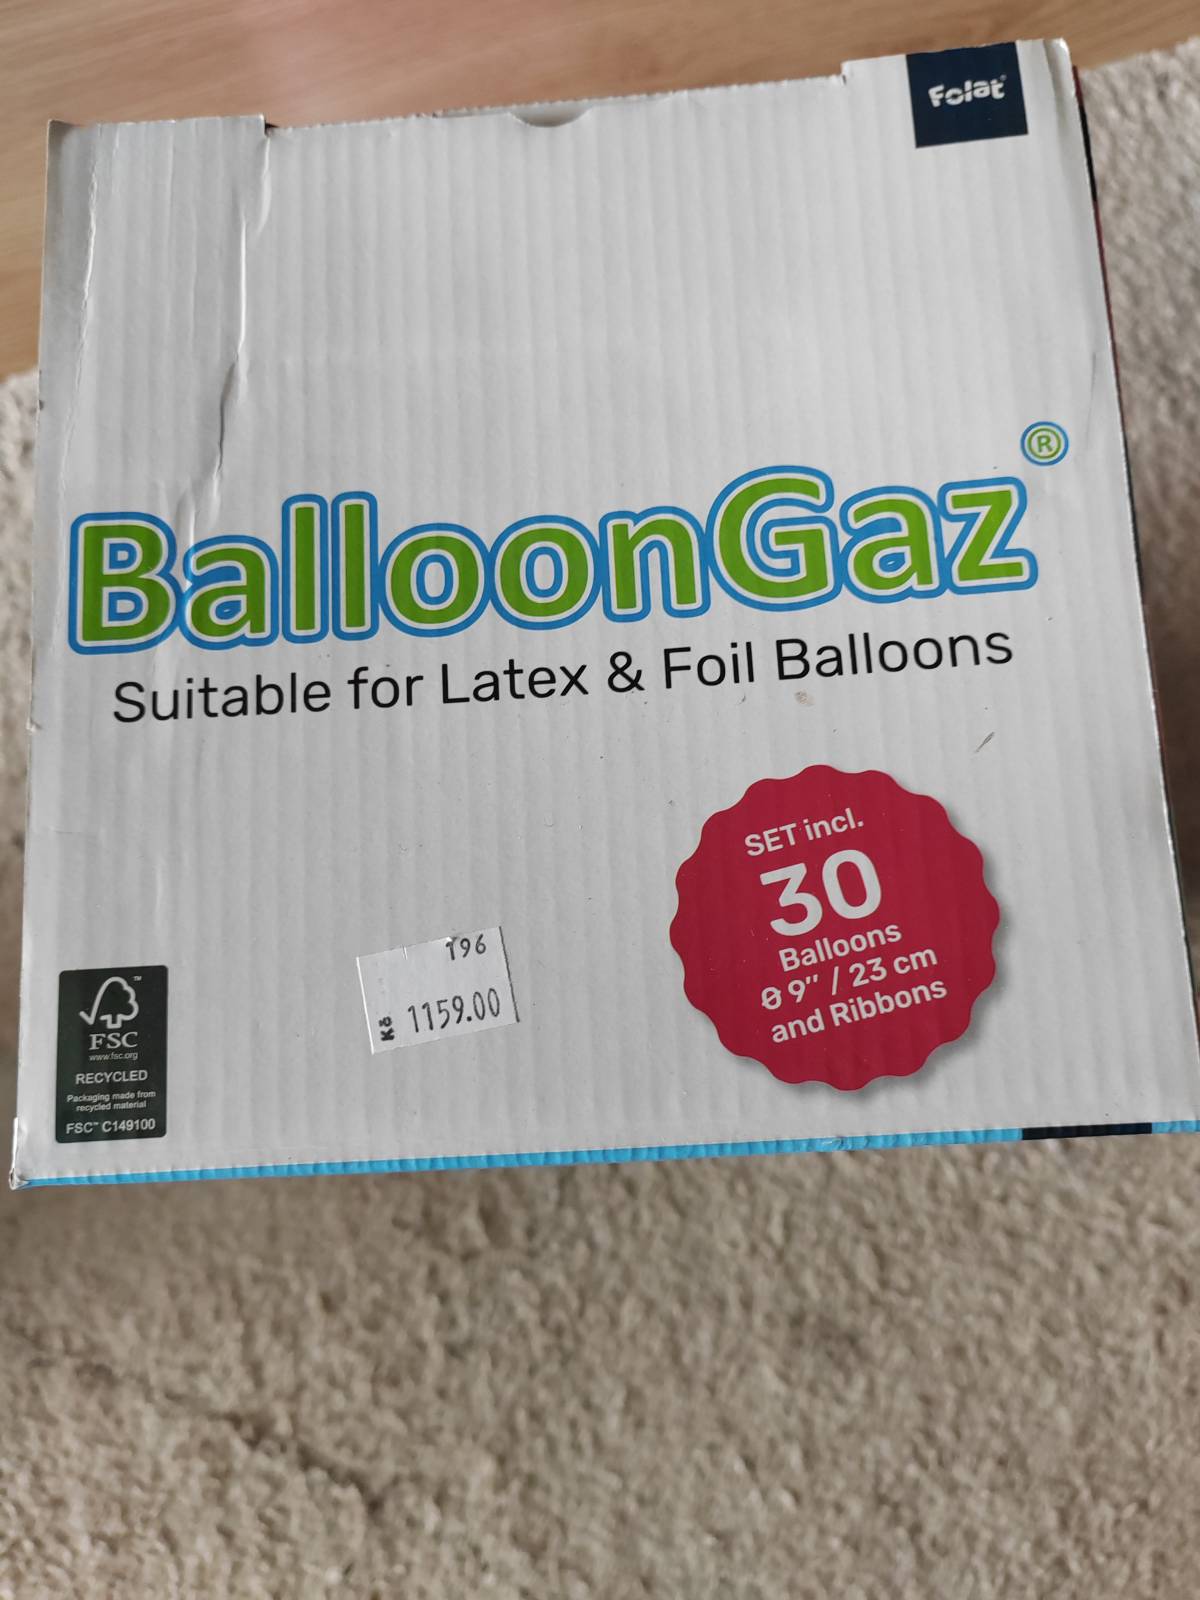 Folat®
BalloonGaz®
Suitable for Latex & Foil Balloons
SET incl.
30
Balloons
Ø 9" / 23 cm
and Ribbons
196
Kč 1159.00
FSC™
www.fsc.org
RECYCLED
Packaging made from
recycled material
FSC™ C149100